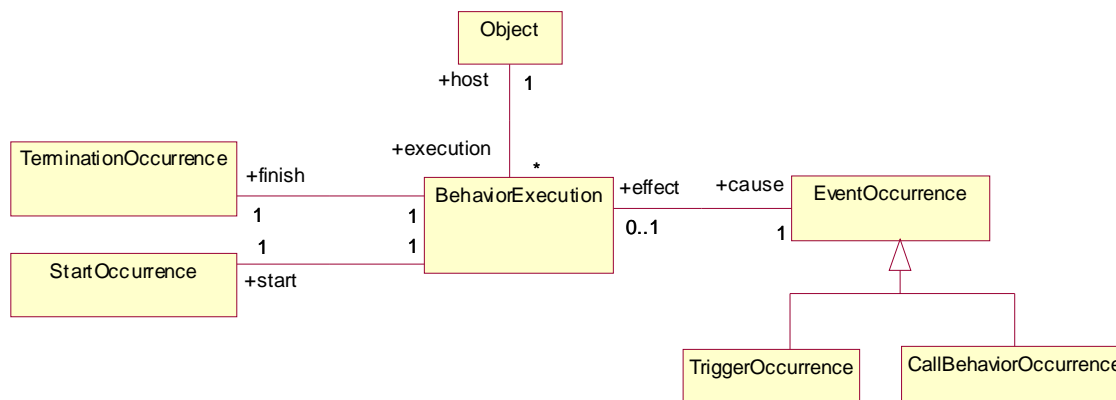 Object
+host
1
+execution
*
TerminationOccurrence
+finish
1
1
BehaviorExecution
+effect
0..1
+cause
1
EventOccurrence
StartOccurrence
1
+start
1
TriggerOccurrence
CallBehaviorOccurrence